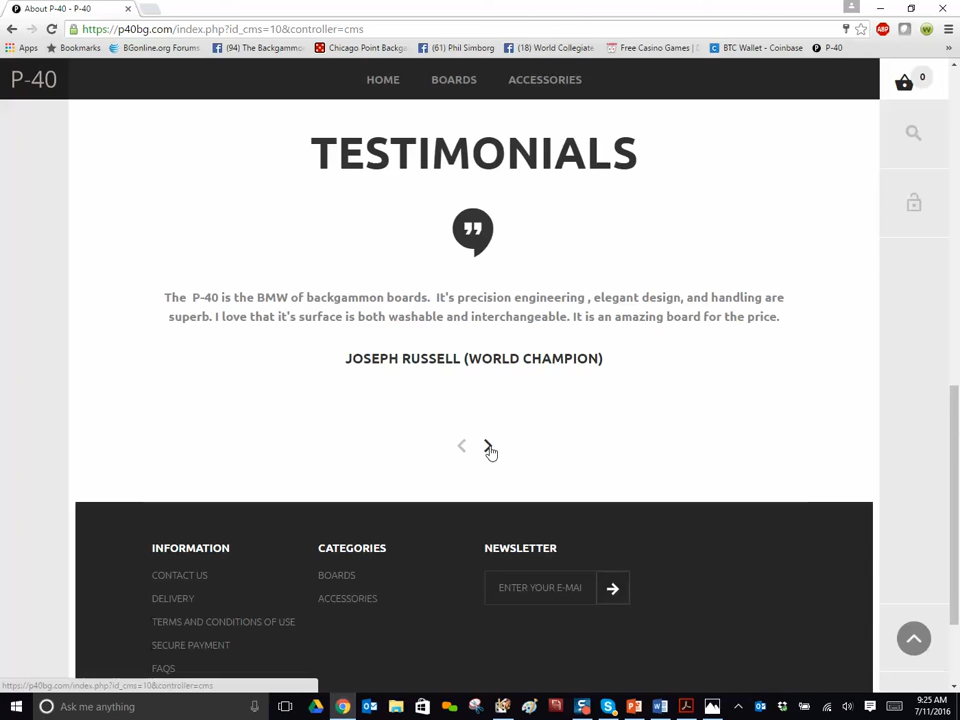 About P-40 - P-40
https://p40bg.com/index.php?id_cms=10&controller=cms
Apps Bookmarks BGonline.org Forums (94) The Backgammo Chicago Point Backga (61) Phil Simborg (18) World Collegiate Free Casino Games | BTC Wallet - Coinbase P-40
P-40 HOME BOARDS ACCESSORIES 0
TESTIMONIALS
The P-40 is the BMW of backgammon boards. It's precision engineering , elegant design, and handling are
superb. I love that it's surface is both washable and interchangeable. It is an amazing board for the price.
JOSEPH RUSSELL (WORLD CHAMPION)
INFORMATION CATEGORIES NEWSLETTER
CONTACT US BOARDS ENTER YOUR E-MAI
DELIVERY ACCESSORIES
TERMS AND CONDITIONS OF USE
SECURE PAYMENT
FAQS
https://p40bg.com/index.php?id_cms=10&controller=cms
Ask me anything
9:25 AM
7/11/2016